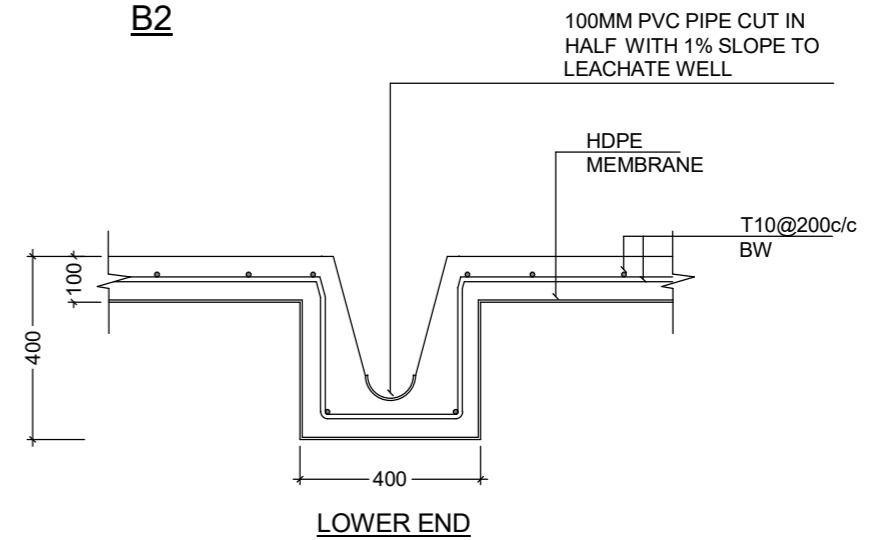 B2
100MM PVC PIPE CUT IN
HALF WITH 1% SLOPE TO
LEACHATE WELL
HDPE
MEMBRANE
T10@200c/c
BW
100
400
400
LOWER END